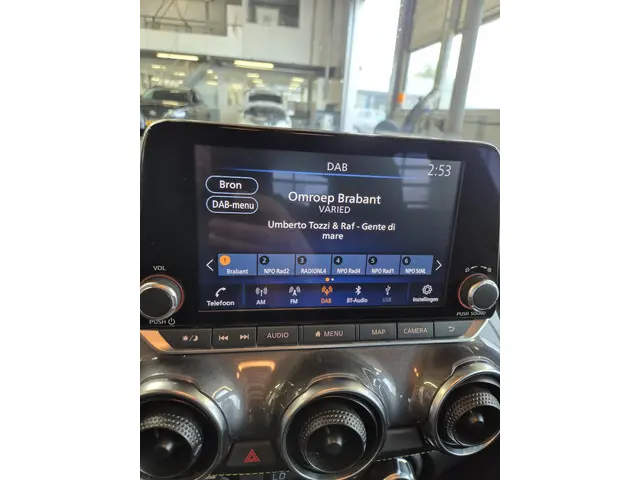 DAB
2:53
Bron
DAB-menu
Omroep Brabant
VARIED
Umberto Tozzi & Raf - Gente di
mare
1 2 3 4 5 6
Brabant NPO Rad2 RADIONL4 NPO Rad4 NPO Rad1 NPO StNL
Telefoon AM FM DAB BT-Audio USB Instellingen
VOL
PUSH
PUSH SOUND
AUDIO MENU MAP CAMERA
LO